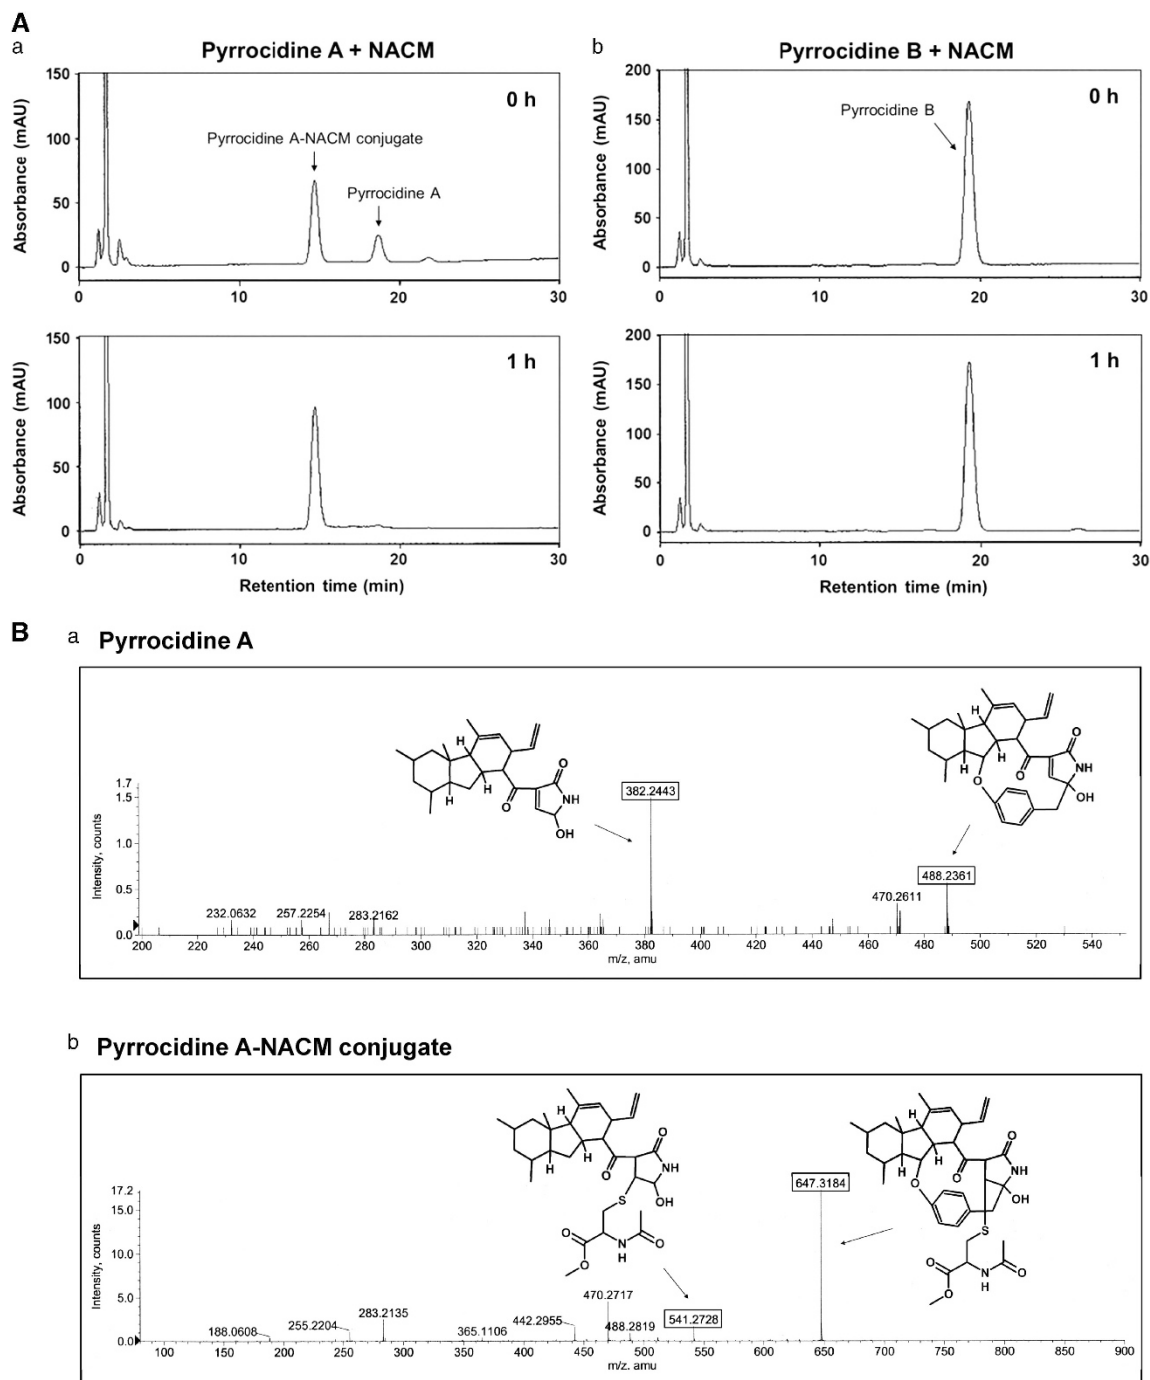 A
a
Pyrrocidine A + NACM
b
Pyrrocidine B + NACM
150
100
50
0
Absorbance (mAU)
0 h
Pyrrocidine A-NACM conjugate
Pyrrocidine A
0
10
20
30
200
150
100
50
0
Absorbance (mAU)
0 h
Pyrrocidine B
0
10
20
30
150
100
50
0
Absorbance (mAU)
1 h
0
10
20
30
Retention time (min)
200
150
100
50
0
Absorbance (mAU)
1 h
0
10
20
30
Retention time (min)
B
a
Pyrrocidine A
1.7
1.5
1.0
0.5
0.0
Intensity, counts
H
H
H
O
O
NH
OH
H
H
H
O
O
NH
O
OH
382.2443
488.2361
470.2611
232.0632
257.2254
283.2162
200 220 240 260 280 300 320 340 360 380 400 420 440 460 480 500 520 540
m/z, amu
b
Pyrrocidine A-NACM conjugate
17.2
15.0
10.0
5.0
0.0
Intensity, counts
H
H
H
O
O
NH
OH
S
O
O
N
H
O
H
H
H
O
O
NH
O
OH
S
O
O
N
H
O
647.3184
470.2717
541.2728
442.2955
488.2819
283.2135
255.2204
188.0608
365.1106
100 150 200 250 300 350 400 450 500 550 600 650 700 750 800 850 900
m/z. amu